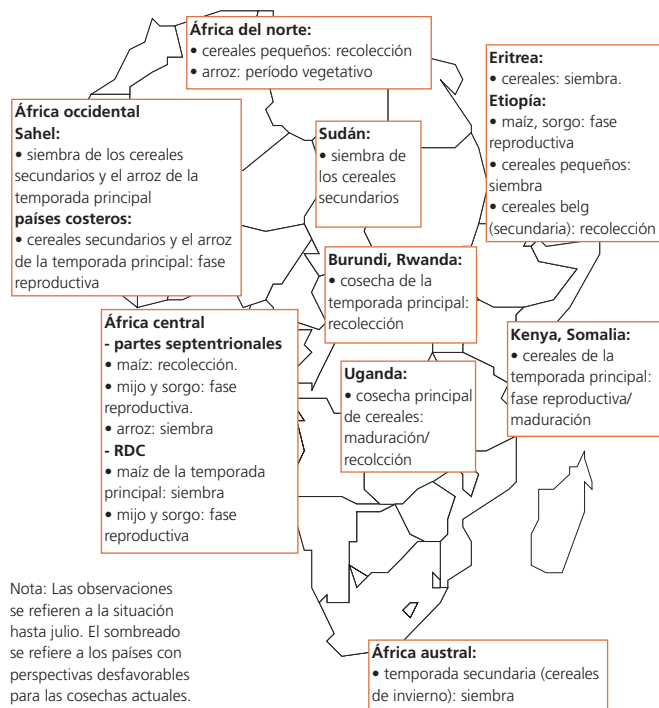 África del norte:
• cereales pequeños: recolección
• arroz: período vegetativo
Eritrea:
• cereales: siembra.
Etiopía:
• maíz, sorgo: fase
reproductiva
• cereales pequeños:
siembra
• cereales belg
(secundaria): recolección
África occidental
Sahel:
• siembra de los cereales
secundarios y el arroz de la
temporada principal
países costeros:
• cereales secundarios y el arroz
de la temporada principal: fase
reproductiva
Sudán:
• siembra de
los cereales
secundarios
Burundi, Rwanda:
• cosecha de la
temporada principal:
recolección
África central
- partes septentrionales
• maíz: recolección.
• mijo y sorgo: fase
reproductiva.
• arroz: siembra
- RDC
• maíz de la temporada
principal: siembra
• mijo y sorgo: fase
reproductiva
Uganda:
• cosecha principal
de cereales:
maduración/
recolcción
Kenya, Somalia:
• cereales de la
temporada principal:
fase reproductiva/
maduración
Nota: Las observaciones
se refieren a la situación
hasta julio. El sombreado
se refiere a los países con
perspectivas desfavorables
para las cosechas actuales.
África austral:
• temporada secundaria (cereales
de invierno): siembra